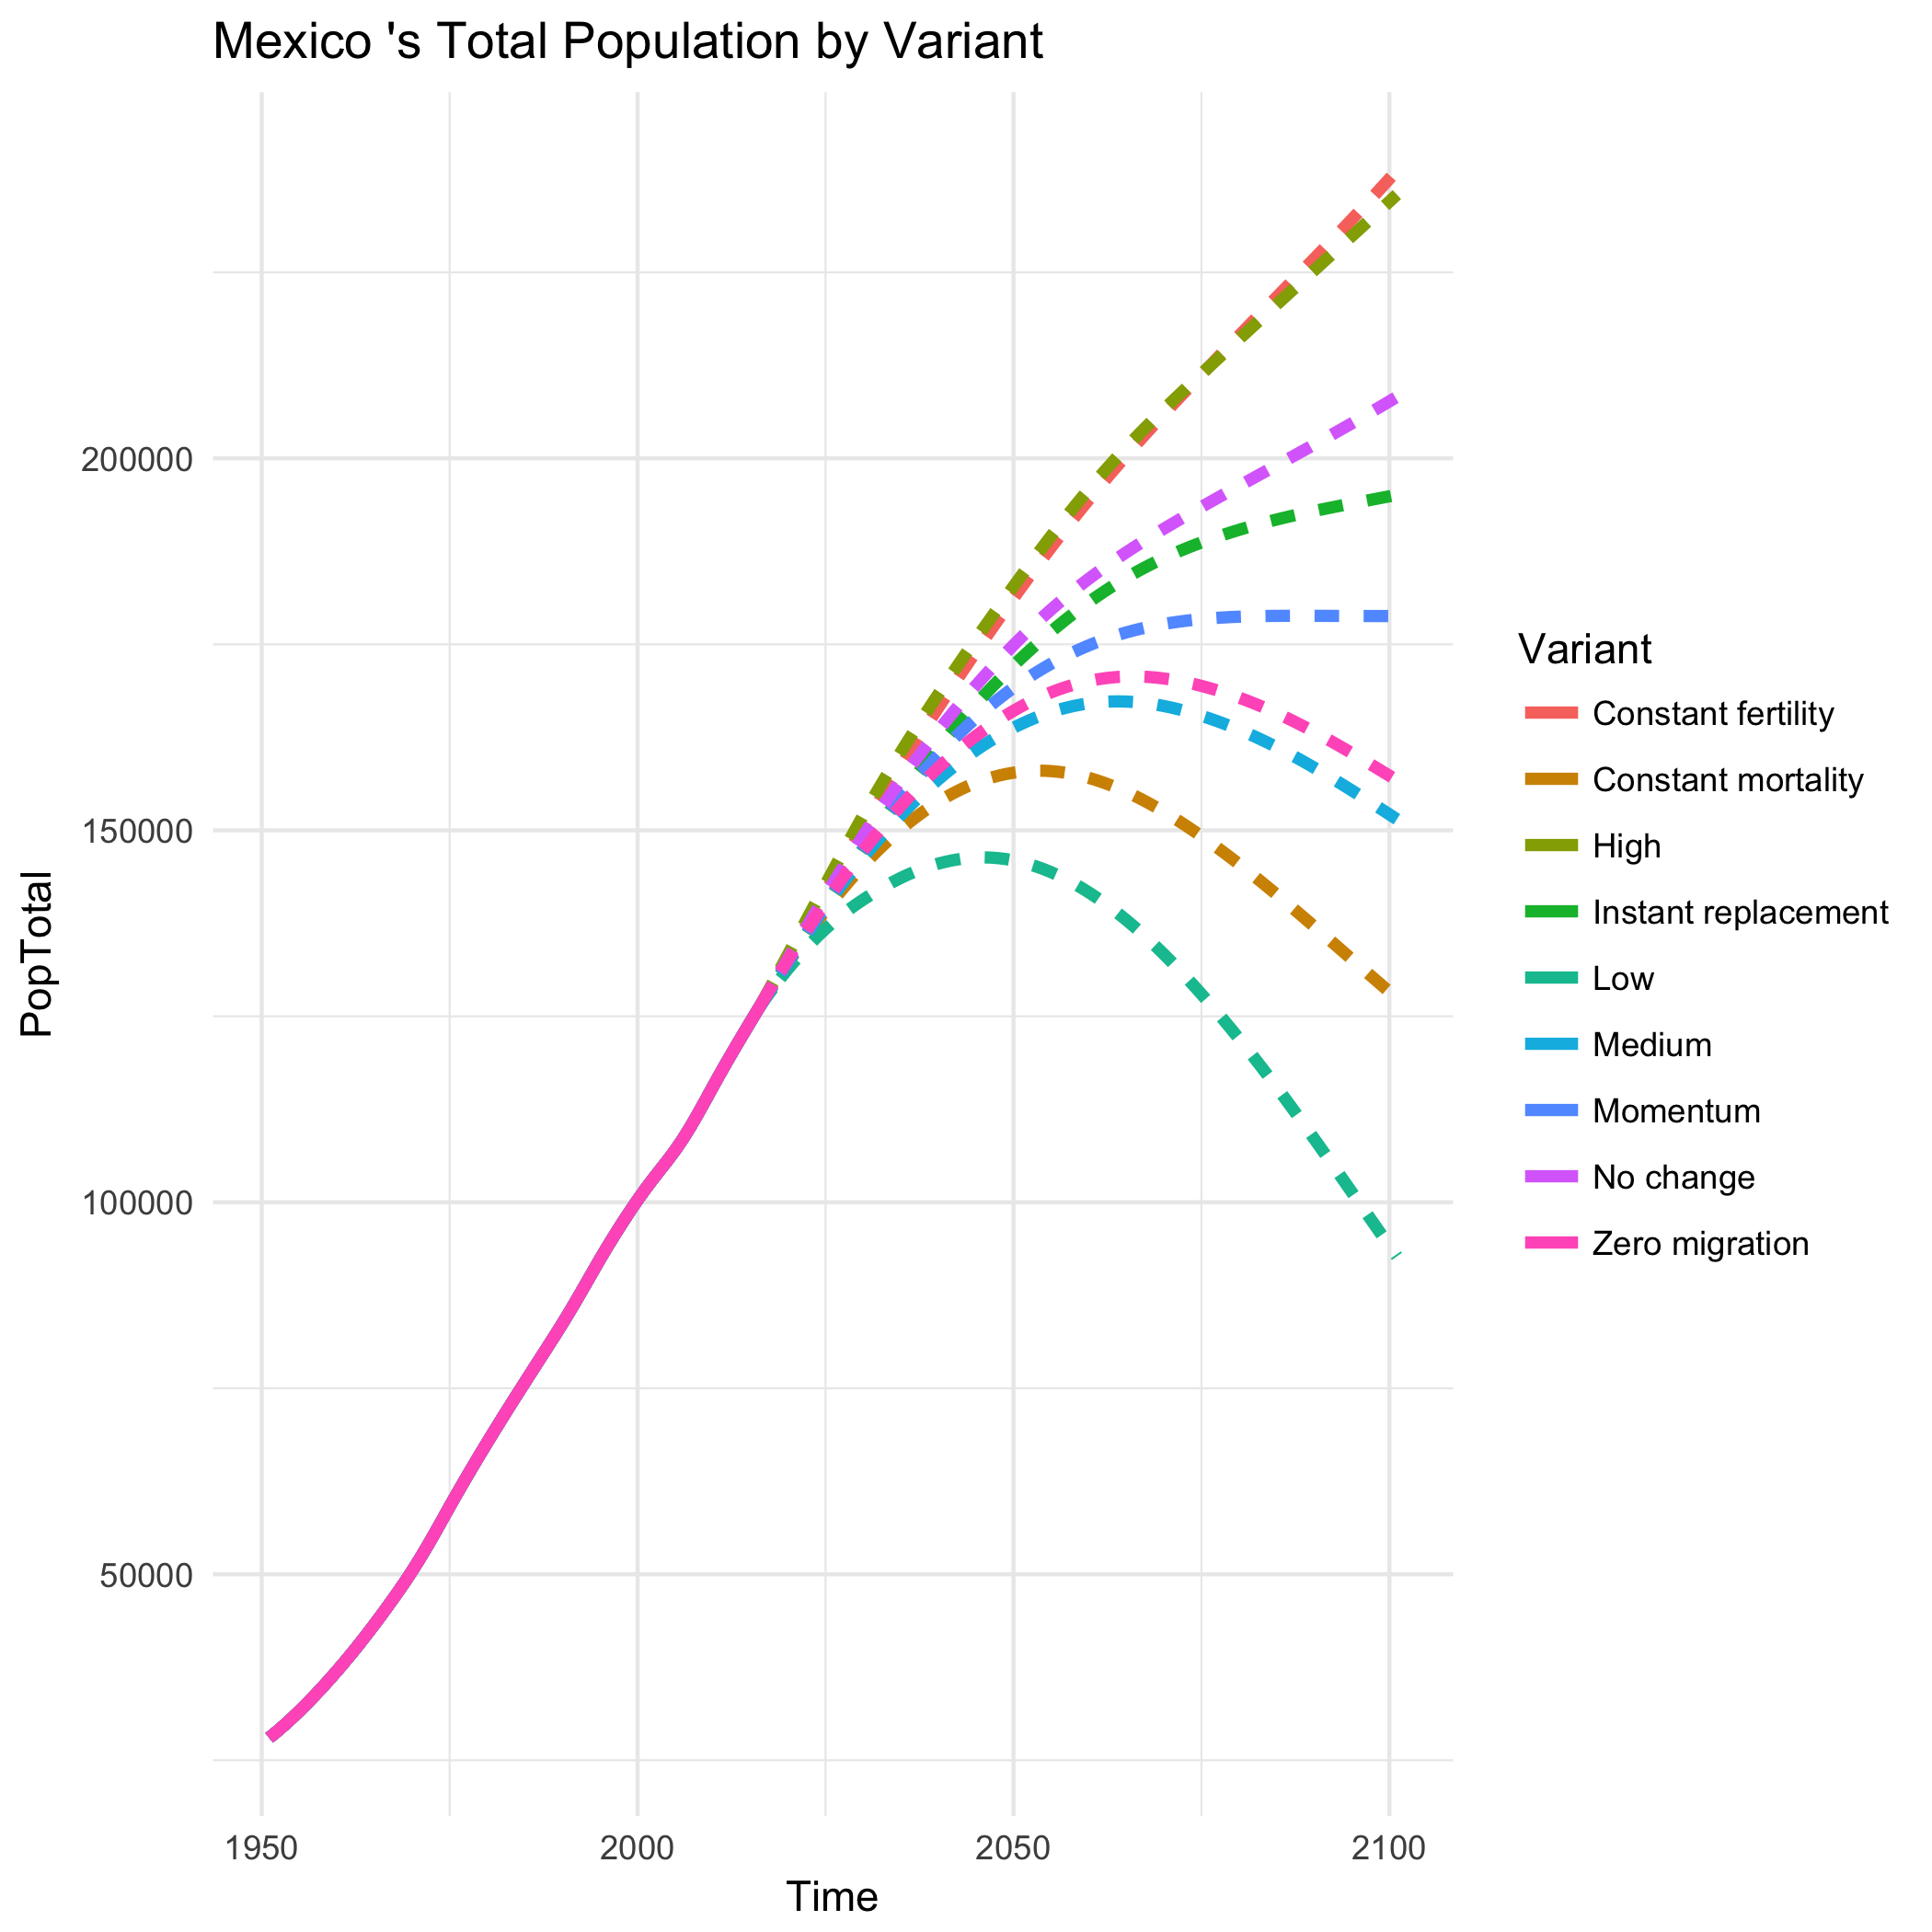 Mexico 's Total Population by Variant
PopTotal
200000
150000
100000
50000
1950
2000
2050
2100
Time
Variant
Constant fertility
Constant mortality
High
Instant replacement
Low
Medium
Momentum
No change
Zero migration